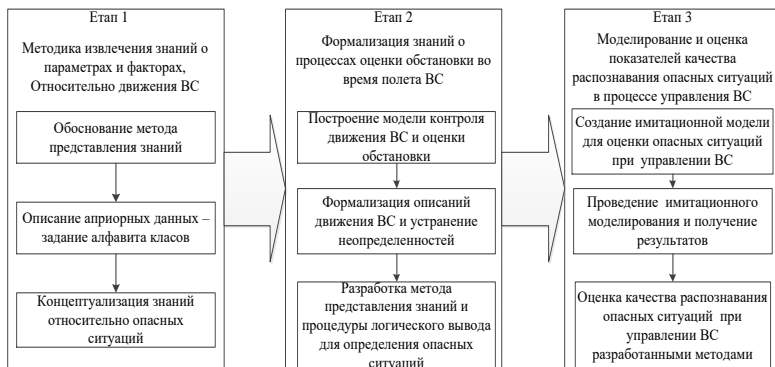 Етап 1
Методика извлечения знаний о
параметрах и факторах,
Относительно движения ВС
Обоснование метода
представления знаний
Описание априорных данных –
задание алфавита класов
Концептуализация знаний
относительно опасных
ситуаций
Етап 2
Формализация знаний о
процессах оценки обстановки во
время полета ВС
Построение модели контроля
движения ВС и оценки
обстановки
Формализация описаний
движения ВС и устранение
неопределенностей
Разработка метода
представления знаний и
процедуры логического вывода
для определения опасных
ситуаций
Етап 3
Моделирование и оценка
показателей качества
распознавания опасных ситуаций
в процессе управления ВС
Создание имитационной модели
для оценки опасных ситуаций
при управлении ВС
Проведение имитационного
моделирования и получение
результатов
Оценка качества распознавания
опасных ситуаций при
управлении ВС
разработанными методами